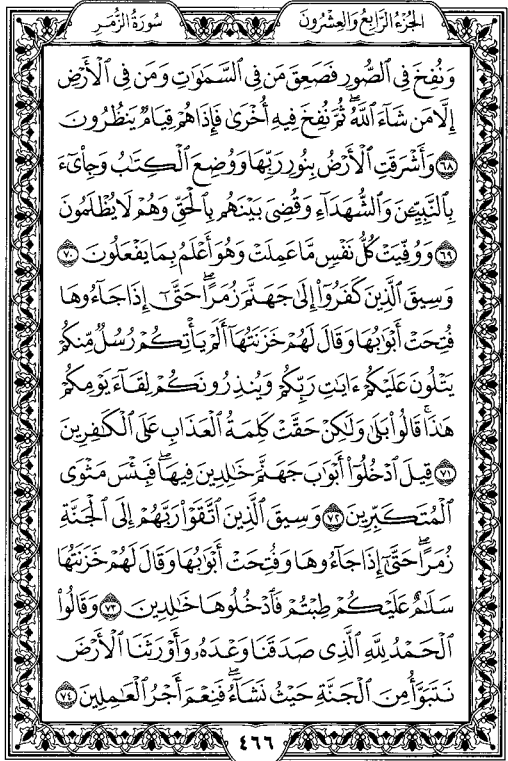 الجزء الرابع والعشرون
سورة الزمر
وَنُفِخَ فِي الصُّورِ فَصَعِقَ مَن فِي السَّمَٰوَٰتِ وَمَن فِي الْأَرْضِ
إِلَّا مَن شَاءَ اللَّهُ ۖ ثُمَّ نُفِخَ فِيهِ أُخْرَىٰ فَإِذَا هُمْ قِيَامٌ يَنظُرُونَ
۝٦٨ وَأَشْرَقَتِ الْأَرْضُ بِنُورِ رَبِّهَا وَوُضِعَ الْكِتَٰبُ وَجِا۟يءَ
بِالنَّبِيِّـۧنَ وَالشُّهَدَاءِ وَقُضِيَ بَيْنَهُم بِالْحَقِّ وَهُمْ لَا يُظْلَمُونَ
۝٦٩ وَوُفِّيَتْ كُلُّ نَفْسٍ مَّا عَمِلَتْ وَهُوَ أَعْلَمُ بِمَا يَفْعَلُونَ ۝٧٠
وَسِيقَ الَّذِينَ كَفَرُوا إِلَىٰ جَهَنَّمَ زُمَرًا ۖ حَتَّىٰ إِذَا جَاءُوهَا
فُتِحَتْ أَبْوَٰبُهَا وَقَالَ لَهُمْ خَزَنَتُهَا أَلَمْ يَأْتِكُمْ رُسُلٌ مِّنكُمْ
يَتْلُونَ عَلَيْكُمْ ءَايَٰتِ رَبِّكُمْ وَيُنذِرُونَكُمْ لِقَاءَ يَوْمِكُمْ
هَٰذَا ۚ قَالُوا بَلَىٰ وَلَٰكِنْ حَقَّتْ كَلِمَةُ الْعَذَابِ عَلَى الْكَٰفِرِينَ
۝٧١ قِيلَ ادْخُلُوا أَبْوَٰبَ جَهَنَّمَ خَٰلِدِينَ فِيهَا ۖ فَبِئْسَ مَثْوَى
الْمُتَكَبِّرِينَ ۝٧٢ وَسِيقَ الَّذِينَ اتَّقَوْا رَبَّهُمْ إِلَى الْجَنَّةِ
زُمَرًا ۖ حَتَّىٰ إِذَا جَاءُوهَا وَفُتِحَتْ أَبْوَٰبُهَا وَقَالَ لَهُمْ خَزَنَتُهَا
سَلَٰمٌ عَلَيْكُمْ طِبْتُمْ فَادْخُلُوهَا خَٰلِدِينَ ۝٧٣ وَقَالُوا
الْحَمْدُ لِلَّهِ الَّذِي صَدَقَنَا وَعْدَهُۥ وَأَوْرَثَنَا الْأَرْضَ
نَتَبَوَّأُ مِنَ الْجَنَّةِ حَيْثُ نَشَاءُ ۖ فَنِعْمَ أَجْرُ الْعَٰمِلِينَ ۝٧٤
٤٦٦